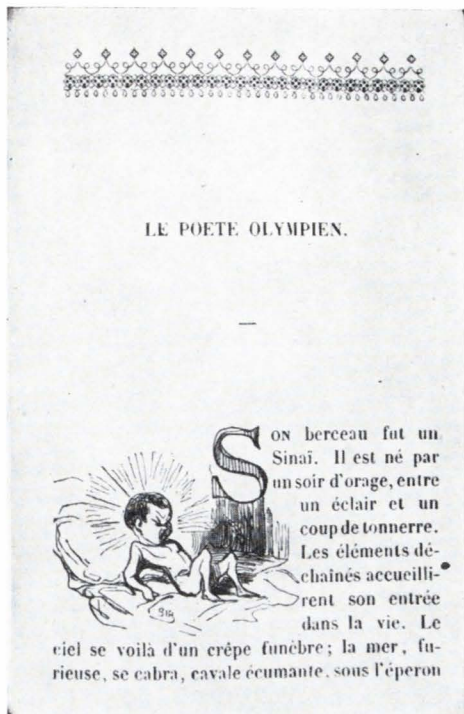 LE POETE OLYMPIEN.
SON berceau fut un
Sinaï. Il est né par
un soir d'orage, entre
un éclair et un
coup de tonnerre.
Les éléments dé-
chaînés accueilli-
rent son entrée
dans la vie. Le
ciel se voilà d'un crêpe funèbre ; la mer, fu-
rieuse, se cabra, cavale écumante, sous l'éperon